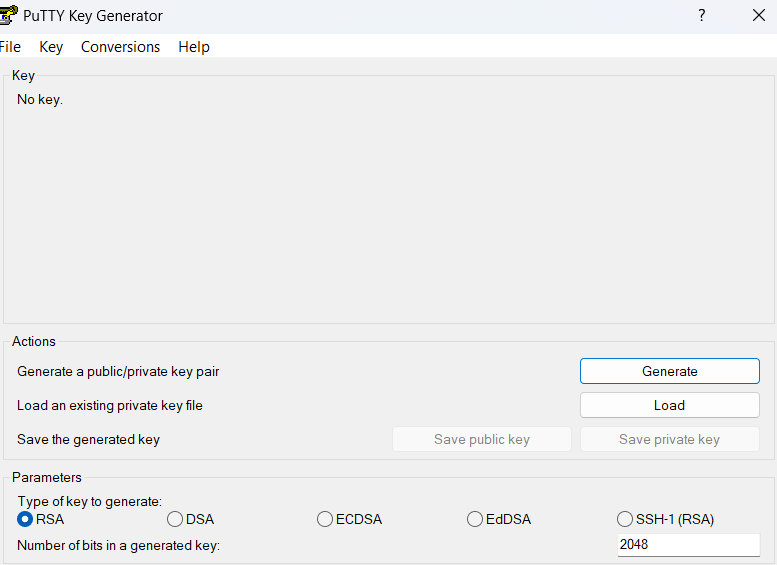 PuTTY Key Generator ?
File Key Conversions Help
Key
No key.
Actions
Generate a public/private key pair Generate
Load an existing private key file Load
Save the generated key Save public key Save private key
Parameters
Type of key to generate:
RSA DSA ECDSA EdDSA SSH-1 (RSA)
Number of bits in a generated key: 2048